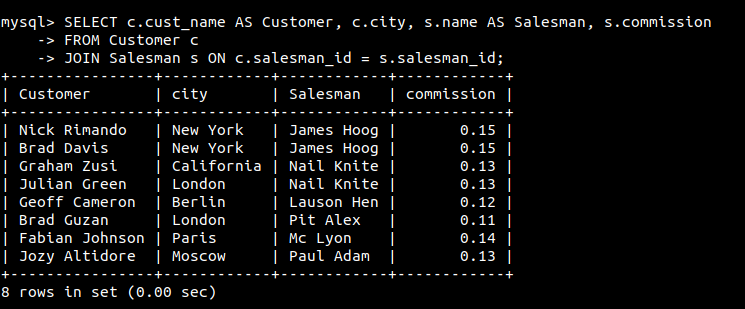 mysql> SELECT c.cust_name AS Customer, c.city, s.name AS Salesman, s.commission
    -> FROM Customer c
    -> JOIN Salesman s ON c.salesman_id = s.salesman_id;
+----------------+------------+------------+------------+
| Customer       | city       | Salesman   | commission |
+----------------+------------+------------+------------+
| Nick Rimando   | New York   | James Hoog |       0.15 |
| Brad Davis     | New York   | James Hoog |       0.15 |
| Graham Zusi    | California | Nail Knite |       0.13 |
| Julian Green   | London     | Nail Knite |       0.13 |
| Geoff Cameron  | Berlin     | Lauson Hen |       0.12 |
| Brad Guzan     | London     | Pit Alex   |       0.11 |
| Fabian Johnson | Paris      | Mc Lyon    |       0.14 |
| Jozy Altidore  | Moscow     | Paul Adam  |       0.13 |
+----------------+------------+------------+------------+
8 rows in set (0.00 sec)